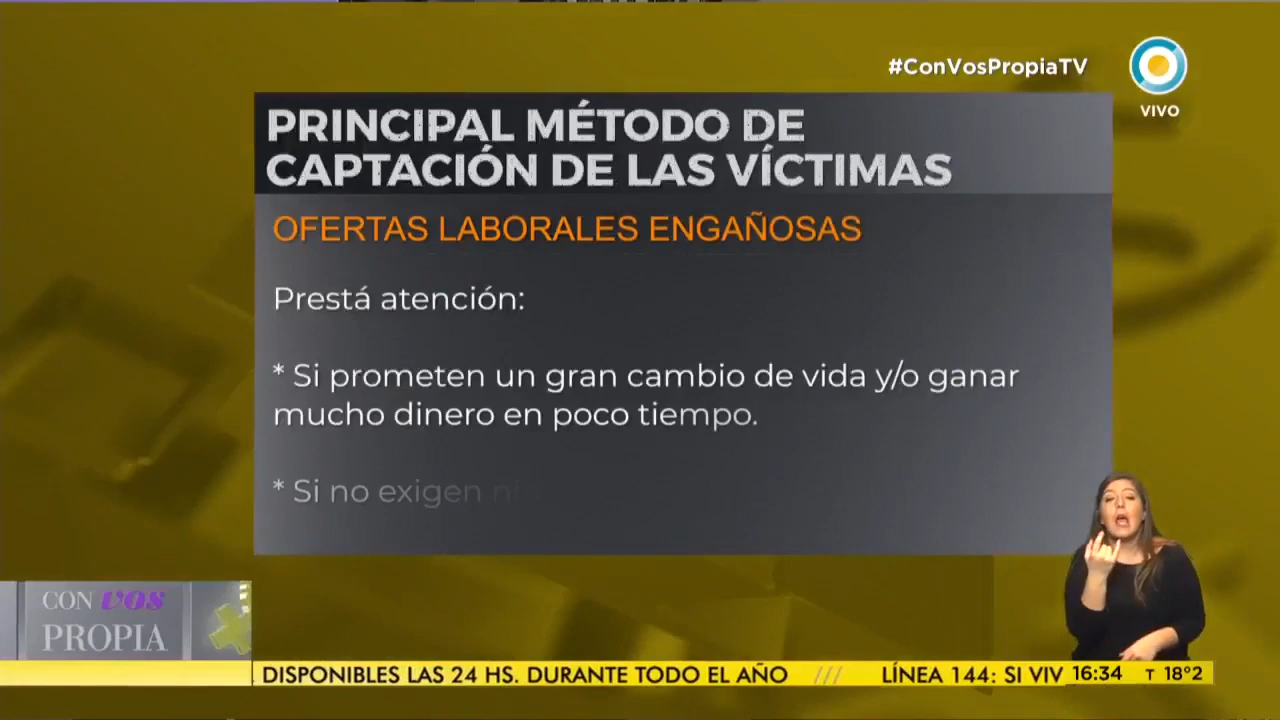 #ConVosPropiaTV
VIVO
PRINCIPAL MÉTODO DE
CAPTACIÓN DE LAS VÍCTIMAS
OFERTAS LABORALES ENGAÑOSAS
Prestá atención:
* Si prometen un gran cambio de vida y/o ganar
mucho dinero en poco tiempo.
* Si no exigen
CON VOS
PROPIA
DISPONIBLES LAS 24 HS. DURANTE TODO EL AÑO /// LÍNEA 144: SI VIV 16:34 T 18º2